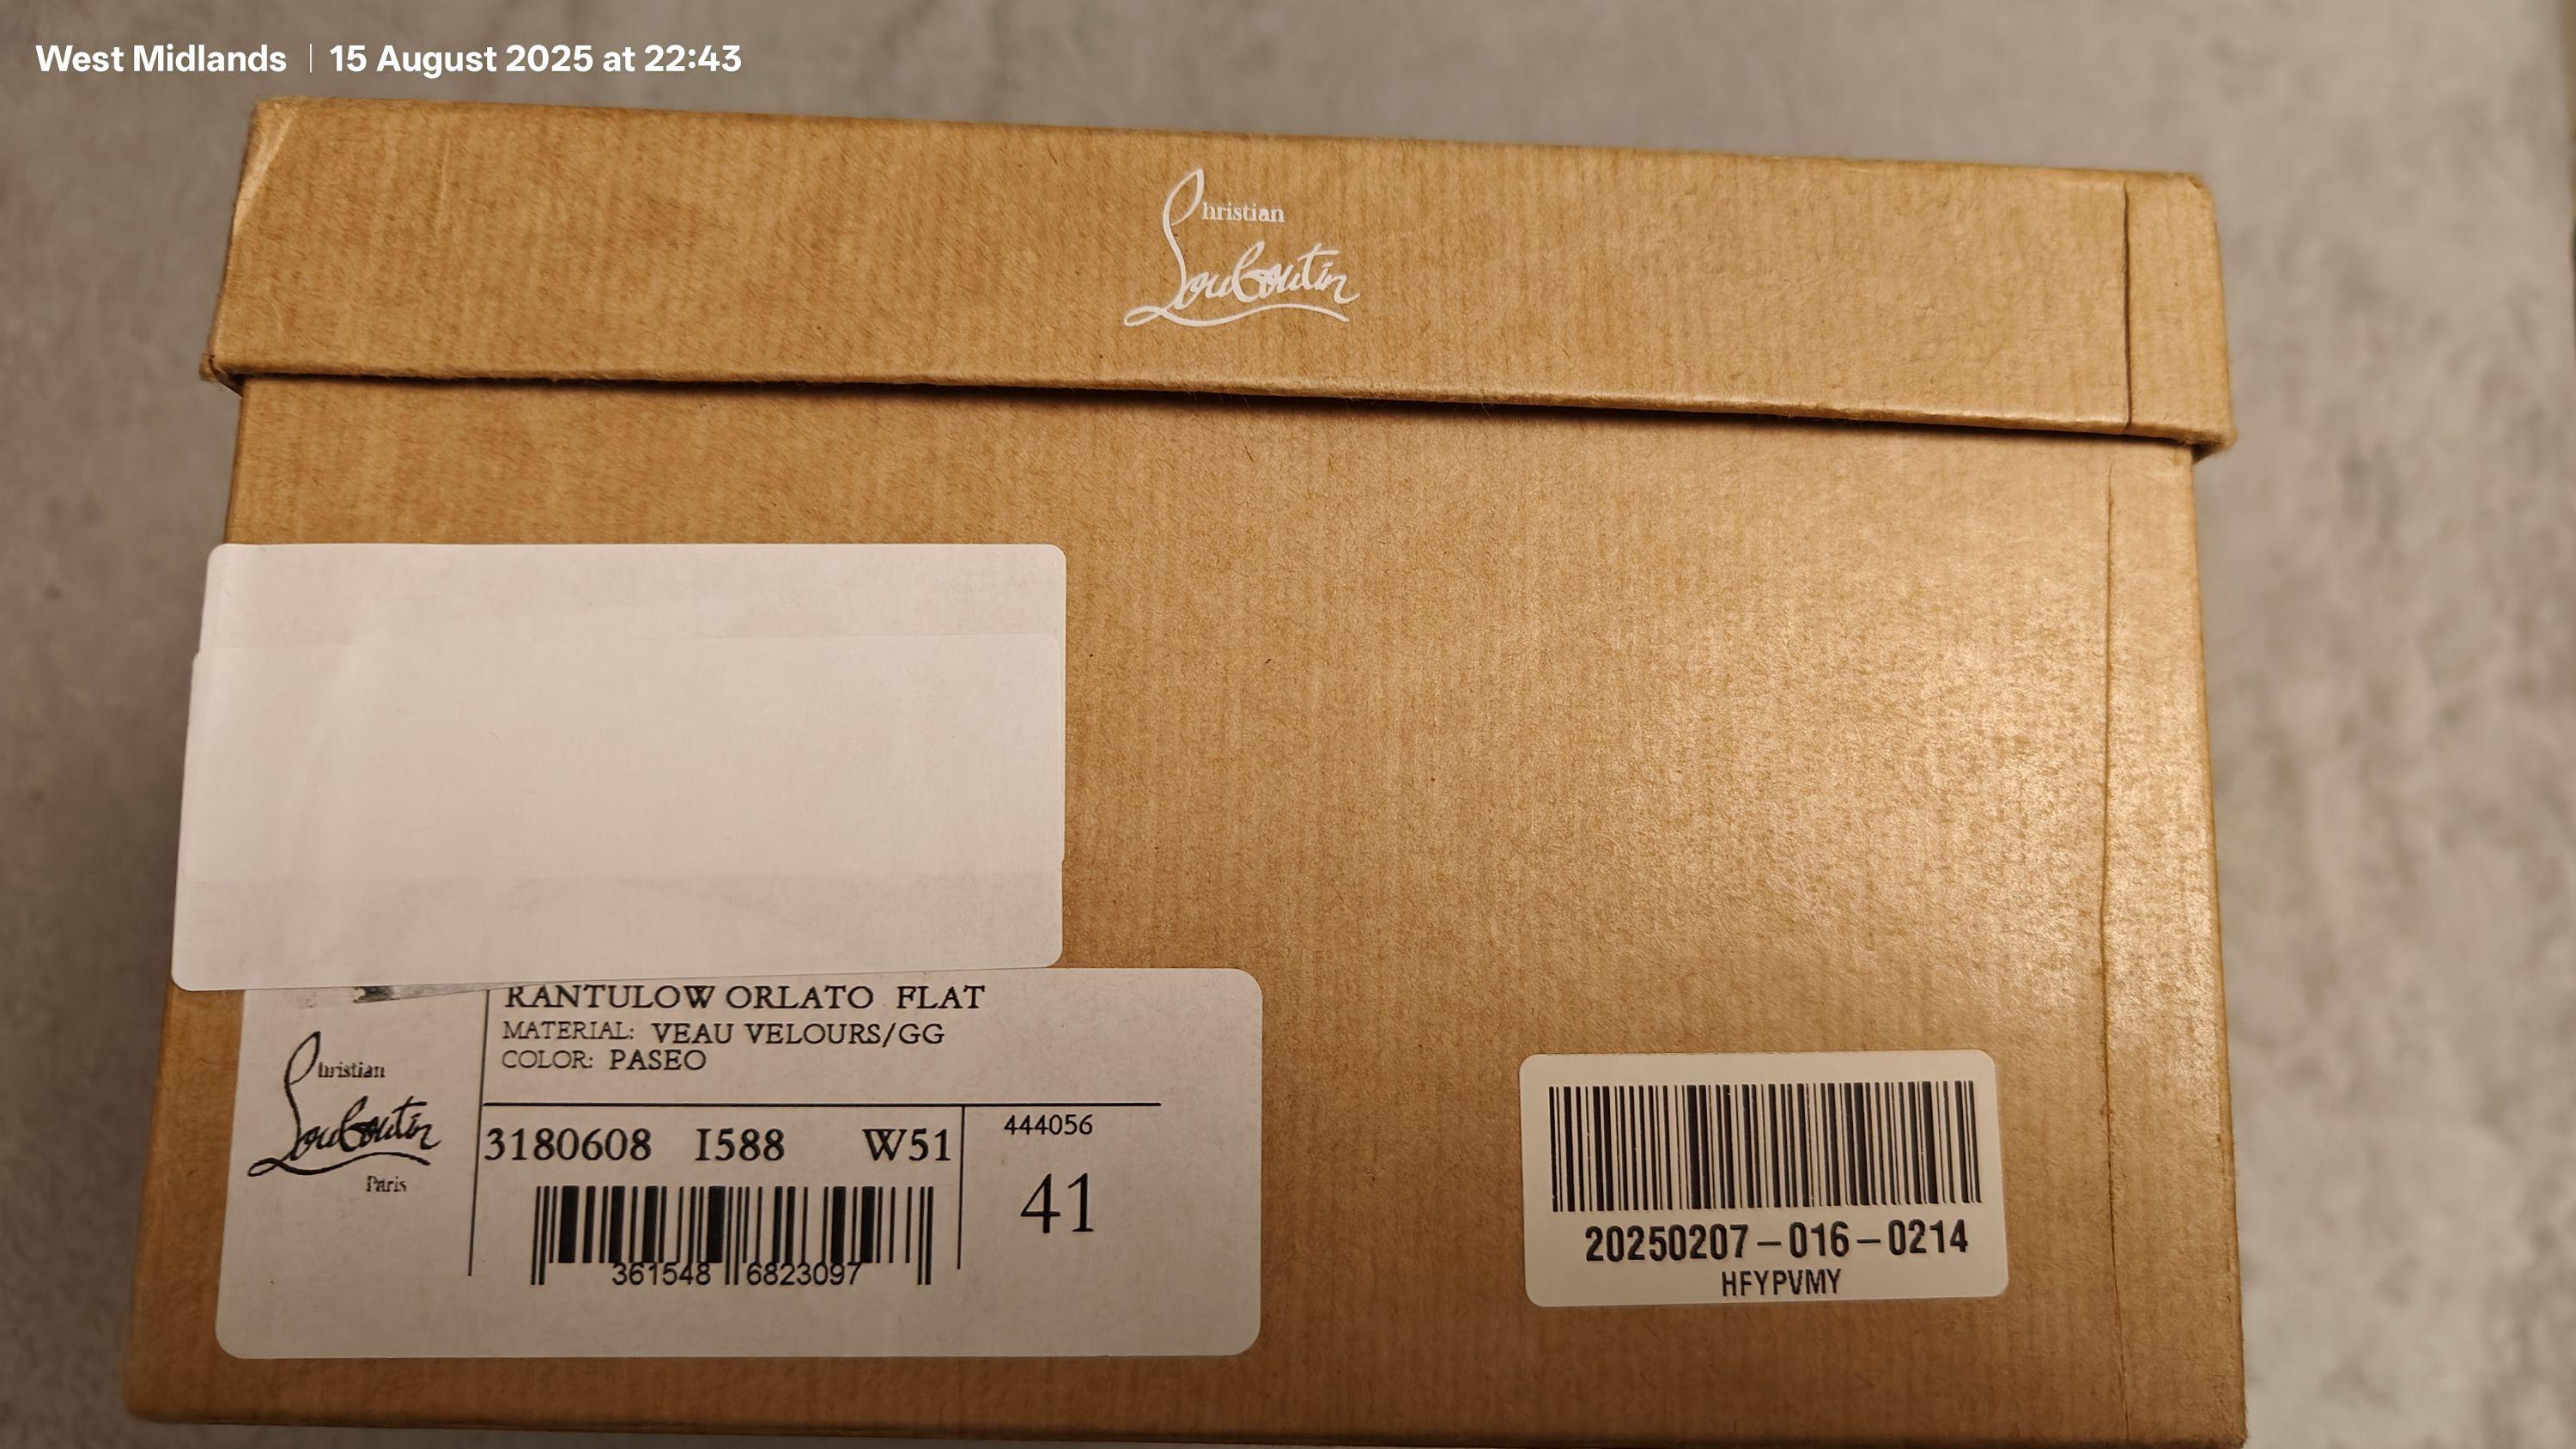 West Midlands | 15 August 2025 at 22:43
Christian
Louboutin
RANTULOW ORLATO FLAT
MATERIAL: VEAU VELOURS/GG
COLOR: PASEO
Christian
Louboutin
Paris
3180608 I588 W51
444056
41
361548 6823097
20250207-016-0214
HFYPVMY